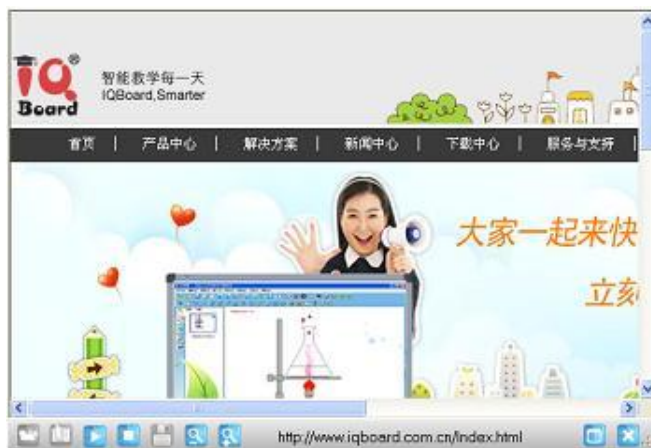 iQ®
Board
智能教学每一天
IQBoard,Smarter
首页 | 产品中心 | 解决方案 | 新闻中心 | 下载中心 | 服务与支持 |
大家一起来快
立刻
http://www.iqboard.com.cn/Index.html